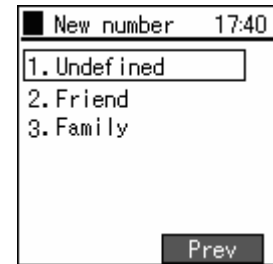 New number 17:40
1.Undefined
2.Friend
3.Family
Prev